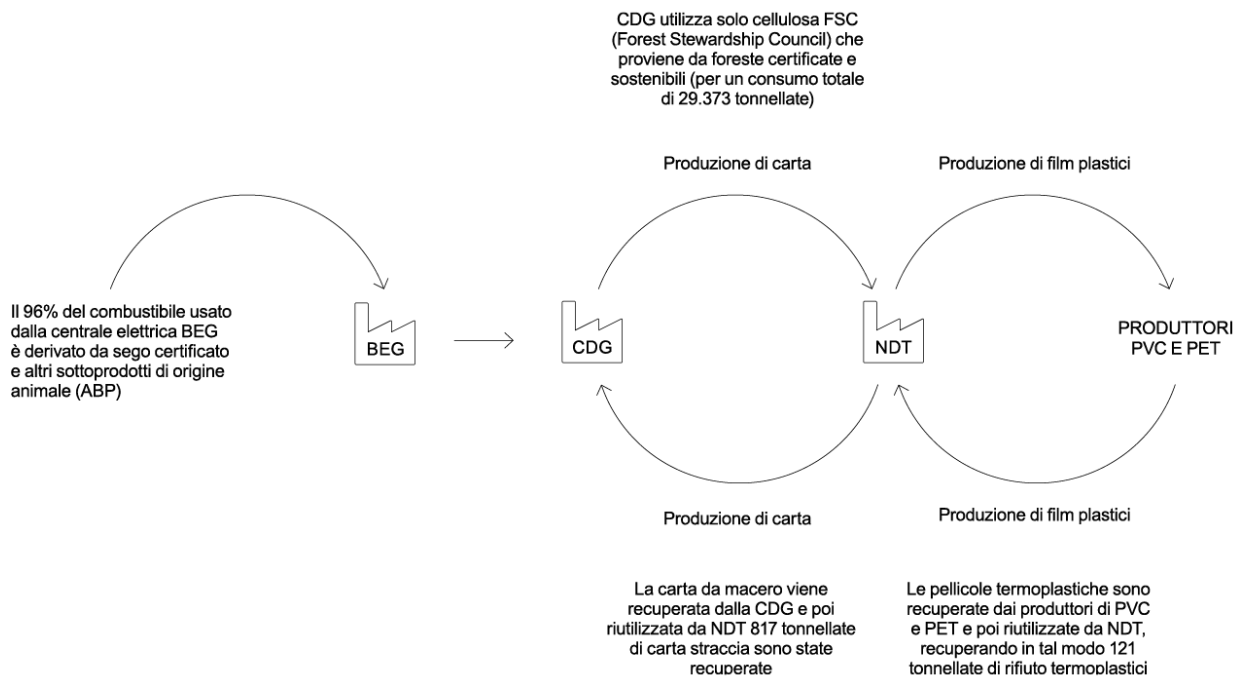 CDG utilizza solo cellulosa FSC
(Forest Stewardship Council) che
proviene da foreste certificate e
sostenibili (per un consumo totale
di 29.373 tonnellate)
Produzione di carta
Produzione di film plastici
Il 96% del combustibile usato
dalla centrale elettrica BEG
è derivato da sego certificato
e altri sottoprodotti di origine
animale (ABP)
BEG
CDG
NDT
PRODUTTORI
PVC E PET
Produzione di carta
Produzione di film plastici
La carta da macero viene
recuperata dalla CDG e poi
riutilizzata da NDT 817 tonnellate
di carta straccia sono state
recuperate
Le pellicole termoplastiche sono
recuperate dai produttori di PVC
e PET e poi riutilizzate da NDT,
recuperando in tal modo 121
tonnellate di rifiuto termoplastici